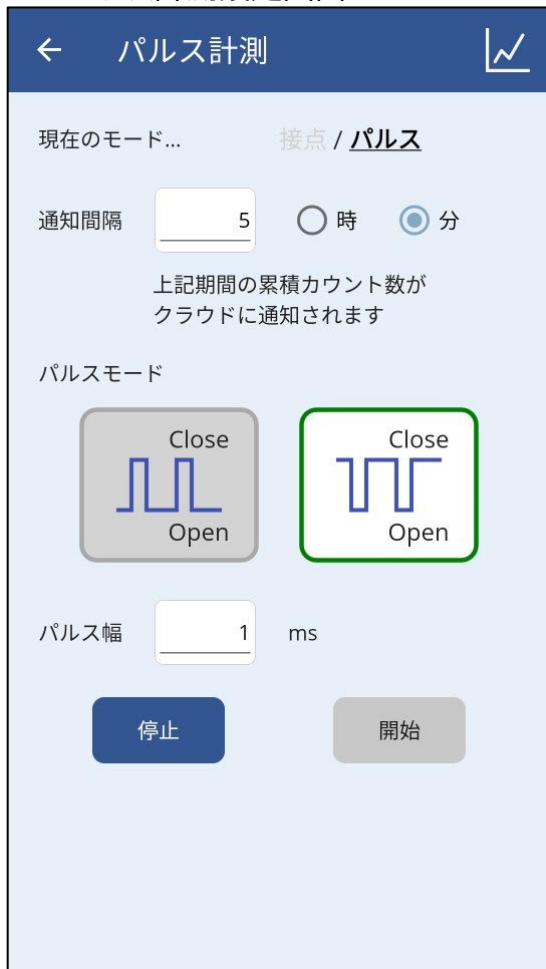 パルス計測
現在のモード... 接点 / パルス
通知間隔 5 時 分
上記期間の累積カウント数が
クラウドに通知されます
パルスモード
Close Close
Open Open
パルス幅 1 ms
停止 開始